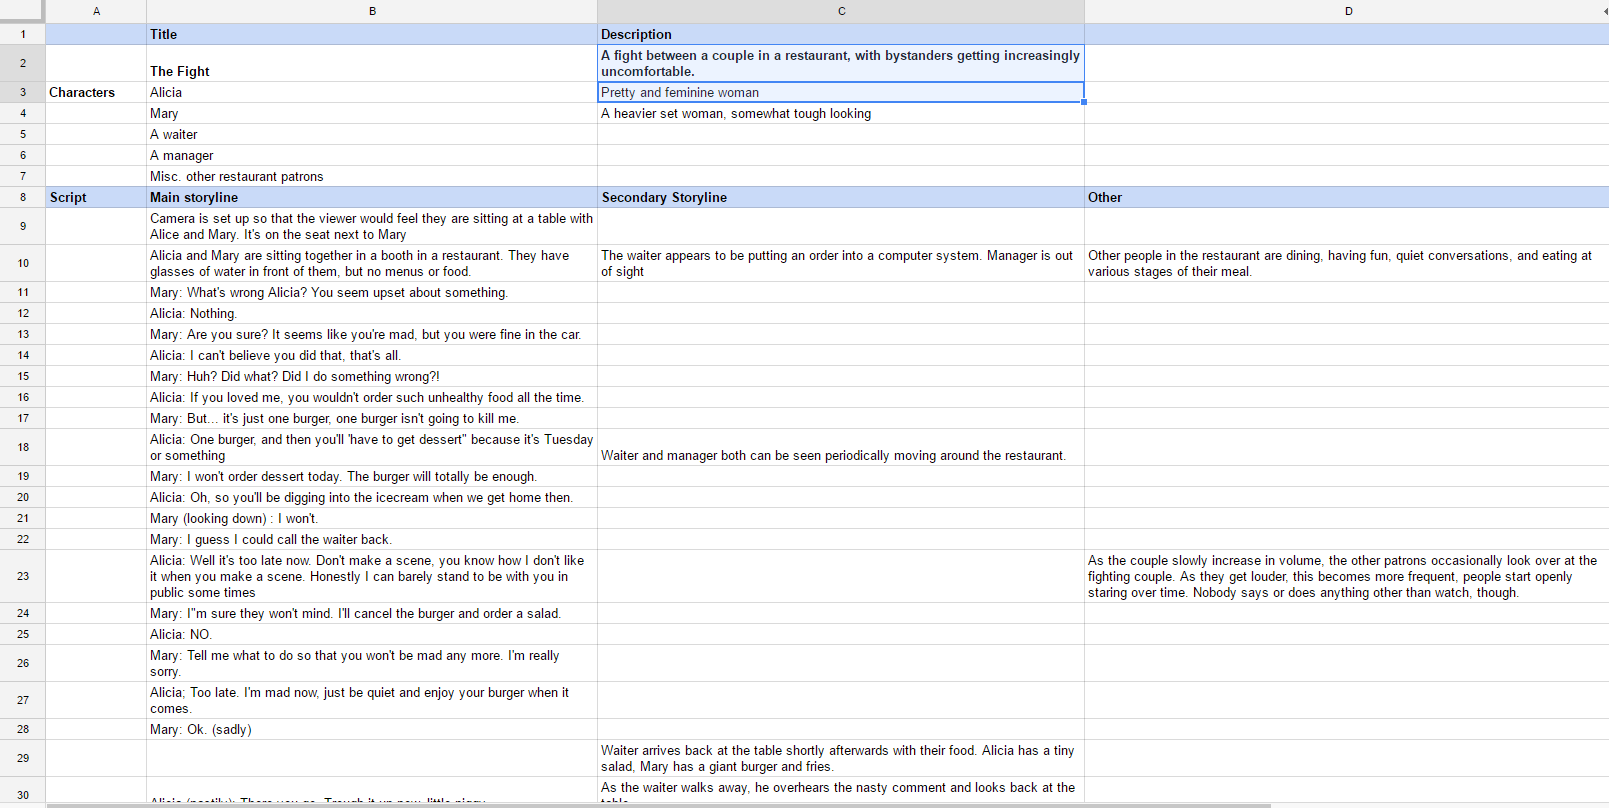 A B C D
1 Title Description
2 The Fight A fight between a couple in a restaurant, with bystanders getting increasingly
uncomfortable.
3 Characters Alicia Pretty and feminine woman
4 Mary A heavier set woman, somewhat tough looking
5 A waiter
6 A manager
7 Misc. other restaurant patrons
8 Script Main storyline Secondary Storyline Other
9 Camera is set up so that the viewer would feel they are sitting at a table with
Alice and Mary. It's on the seat next to Mary
10 Alicia and Mary are sitting together in a booth in a restaurant. They have
glasses of water in front of them, but no menus or food.
The waiter appears to be putting an order into a computer system. Manager is out
of sight
Other people in the restaurant are dining, having fun, quiet conversations, and eating at
various stages of their meal.
11 Mary: What's wrong Alicia? You seem upset about something.
12 Alicia: Nothing.
13 Mary: Are you sure? It seems like you're mad, but you were fine in the car.
14 Alicia: I can't believe you did that, that's all.
15 Mary: Huh? Did what? Did I do something wrong?!
16 Alicia: If you loved me, you wouldn't order such unhealthy food all the time.
17 Mary: But... it's just one burger, one burger isn't going to kill me.
18 Alicia: One burger, and then you'll 'have to get dessert" because it's Tuesday
or something
Waiter and manager both can be seen periodically moving around the restaurant.
19 Mary: I won't order dessert today. The burger will totally be enough.
20 Alicia: Oh, so you'll be digging into the icecream when we get home then.
21 Mary (looking down) : I won't.
22 Mary: I guess I could call the waiter back.
23 Alicia: Well it's too late now. Don't make a scene, you know how I don't like
it when you make a scene. Honestly I can barely stand to be with you in
public some times
As the couple slowly increase in volume, the other patrons occasionally look over at the
fighting couple. As they get louder, this becomes more frequent, people start openly
staring over time. Nobody says or does anything other than watch, though.
24 Mary: I"m sure they won't mind. I'll cancel the burger and order a salad.
25 Alicia: NO.
26 Mary: Tell me what to do so that you won't be mad any more. I'm really
sorry.
27 Alicia; Too late. I'm mad now, just be quiet and enjoy your burger when it
comes.
28 Mary: Ok. (sadly)
29 Waiter arrives back at the table shortly afterwards with their food. Alicia has a tiny
salad, Mary has a giant burger and fries.
30 As the waiter walks away, he overhears the nasty comment and looks back at the